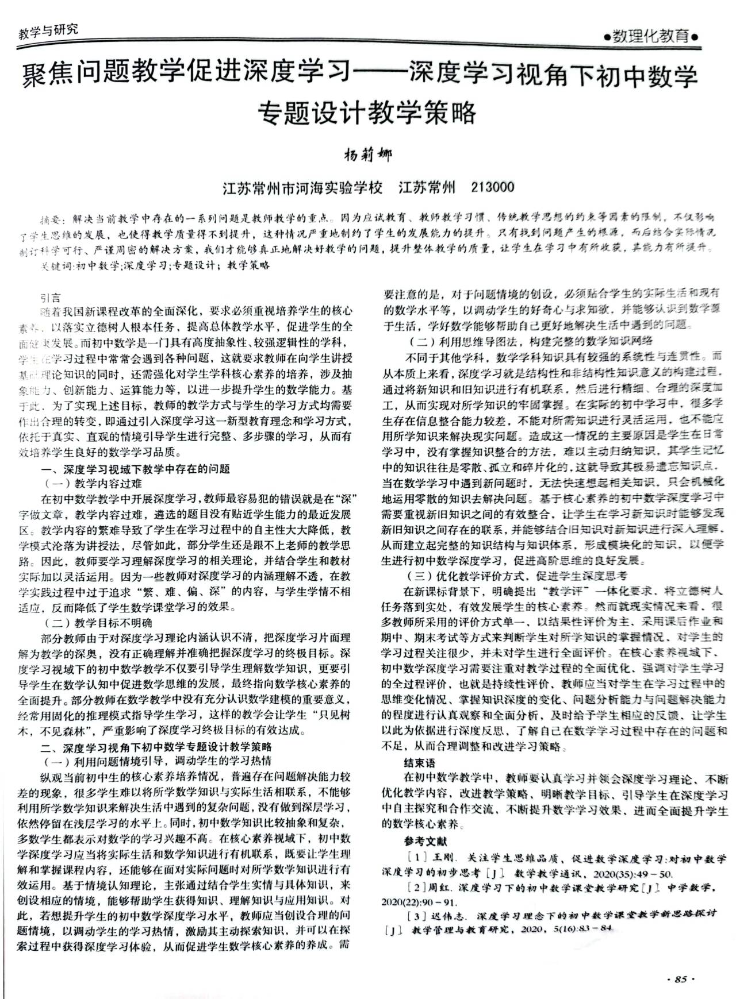 教学与研究
●数理化教育●
聚焦问题教学促进深度学习——深度学习视角下初中数学
专题设计教学策略
杨莉娜
江苏常州市河海实验学校 江苏常州 213000
摘要：解决当前教学中存在的一系列问题是教师教学的重点。因为应试教育、教师教学习惯、传统教学思想的约束等因素的限制，不仅影响
了学生思维的发展，也使得教学质量得不到提升，这种情况严重地制约了学生的发展能力的提升。只有找到问题产生的根源，而后结合实际情况
制订科学可行、严谨周密的解决方案，我们才能够真正地解决好教学的问题，提升整体教学的质量，让学生在学习中有所收获，其能力有所提升。
关键词:初中数学;深度学习;专题设计；教学策略
引言
随着我国新课程改革的全面深化，要求必须重视培养学生的核心
素养，以落实立德树人根本任务，提高总体教学水平，促进学生的全
面健康发展。而初中数学是一门具有高度抽象性、较强逻辑性的学科，
学生在学习过程中常常会遇到各种问题，这就要求教师在向学生讲授
基础理论知识的同时，还需强化对学生学科核心素养的培养，涉及抽
象能力、创新能力、运算能力等，以进一步提升学生的数学能力。基
于此，为了实现上述目标，教师的教学方式与学生的学习方式均需要
作出合理的转变，即通过引入深度学习这一新型教育理念和学习方式，
依托于真实、直观的情境引导学生进行完整、多步骤的学习，从而有
效培养学生良好的数学学习品质。
一、深度学习视域下教学中存在的问题
（一）教学内容过难
在初中数学教学中开展深度学习，教师最容易犯的错误就是在“深”
字做文章，教学内容过难，遴选的题目没有贴近学生能力的最近发展
区。教学内容的繁难导致了学生在学习过程中的自主性大大降低，教
学模式沦落为讲授法，尽管如此，部分学生还是跟不上老师的教学思
路。因此，教师要学习理解深度学习的相关理论，并结合学生和教材
实际加以灵活运用。因为一些教师对深度学习的内涵理解不透，在教
学实践过程中过于追求“繁、难、偏、深”的内容，与学生学情不相
适应，反而降低了学生数学课堂学习的效果。
（二）教学目标不明确
部分教师由于对深度学习理论内涵认识不清，把深度学习片面理
解为教学的深奥，没有正确理解并准确把握深度学习的终极目标。深
度学习视域下的初中数学教学不仅要引导学生理解数学知识，更要引
导学生在数学认知中促进数学思维的发展，最终指向数学核心素养的
全面提升。部分教师在数学教学中没有充分认识数学建模的重要意义，
经常用固化的推理模式指导学生学习，这样的教学会让学生“只见树
木，不见森林”，严重影响了深度学习终极目标的有效达成。
二、深度学习视角下初中数学专题设计教学策略
（一）利用问题情境引导，调动学生的学习热情
纵观当前初中生的核心素养培养情况，普遍存在问题解决能力较
差的现象，很多学生难以将所学数学知识与实际生活相联系，不能够
利用所学数学知识来解决生活中遇到的复杂问题，没有做到深层学习，
依然停留在浅层学习的水平上。同时，初中数学知识比较抽象和复杂，
多数学生都表示对数学的学习兴趣不高。在核心素养视域下，初中数
学深度学习应当将实际生活和数学知识进行有机联系，既要让学生理
解和掌握课程内容，还能够在面对实际问题时对所学数学知识进行有
效运用。基于情境认知理论，主张通过结合学生实情与具体知识，来
创设相应的情境，能够帮助学生获得知识、理解知识与应用知识。对
此，若想提升学生的初中数学深度学习水平，教师应当创设合理的问
题情境，以调动学生的学习热情，激励其主动探索知识，并可以在探
索过程中获得深度学习体验，从而促进学生数学核心素养的养成。需
要注意的是，对于问题情境的创设，必须贴合学生的实际生活和现有
的数学水平等，以调动学生的好奇心与求知欲，并能够认识到数学源
于生活，学好数学能够帮助自己更好地解决生活中遇到的问题。
（二）利用思维导图法，构建完整的数学知识网络
不同于其他学科，数学学科知识具有较强的系统性与连贯性。而
从本质上来看，深度学习就是结构性和非结构性知识意义的构建过程，
通过将新知识和旧知识进行有机联系，然后进行精细、合理的深度加
工，从而实现对所学知识的牢固掌握。在实际的初中学习中，很多学
生存在信息整合能力较差，不能对所需知识进行灵活运用，也不能应
用所学知识来解决现实问题。造成这一情况的主要原因是学生在日常
学习中，没有掌握知识整合的方法，难以主动归纳知识，其学生记忆
中的知识往往是零散、孤立和碎片化的，这就导致其极易遗忘知识点，
当在数学学习中遇到新问题时，无法快速想起相关知识，只会机械化
地运用零散的知识去解决问题。基于核心素养的初中数学深度学习中
需要重视新旧知识之间的有效整合，让学生在学习新知识时能够发现
新旧知识之间存在的联系，并能够结合旧知识对新知识进行深入理解，
从而建立起完整的知识结构与知识体系，形成模块化的知识，以便学
生进行初中数学深度学习，促进高阶思维的良好发展。
（三）优化教学评价方式，促进学生深度思考
在新课标背景下，明确提出“教学评”一体化要求，将立德树人
任务落到实处，有效发展学生的核心素养。然而就现实情况来看，很
多教师所采用的评价方式单一，以结果性评价为主，采用课后作业和
期中、期末考试等方式来判断学生对所学知识的掌握情况，对学生的
学习过程关注很少，并未对学生进行全面评价。在核心素养视域下，
初中数学深度学习需要注重对教学过程的全面优化，强调对学生学习
的全过程评价，也就是持续性评价，教师应当对学生在学习过程中的
思维变化情况、掌握知识深度的变化、问题分析能力与问题解决能力
的程度进行认真观察和全面分析，及时给予学生相应的反馈，让学生
以此为依据进行深度反思，了解自己在数学学习过程中存在的问题和
不足，从而合理调整和改进学习策略。
结束语
在初中数学教学中，教师要认真学习并领会深度学习理论，不断
优化教学内容，改进教学策略，明晰教学目标，引导学生在深度学习
中自主探究和合作交流，不断提升数学学习效果，进而全面提升学生
的数学核心素养。
参考文献
[1]王刚. 关注学生思维品质，促进数学深度学习:对初中数学
深度学习的初步思考[J]. 数学教学通讯，2020(35):49－50.
[2]周红. 深度学习下的初中数学课堂教学研究[J]. 中学数学，
2020(22):90－91.
[3]迟伟志. 深度学习理念下的初中数学课堂教学新思路探讨
[J]. 教学管理与教育研究，2020，5(16):83－84.
·85·